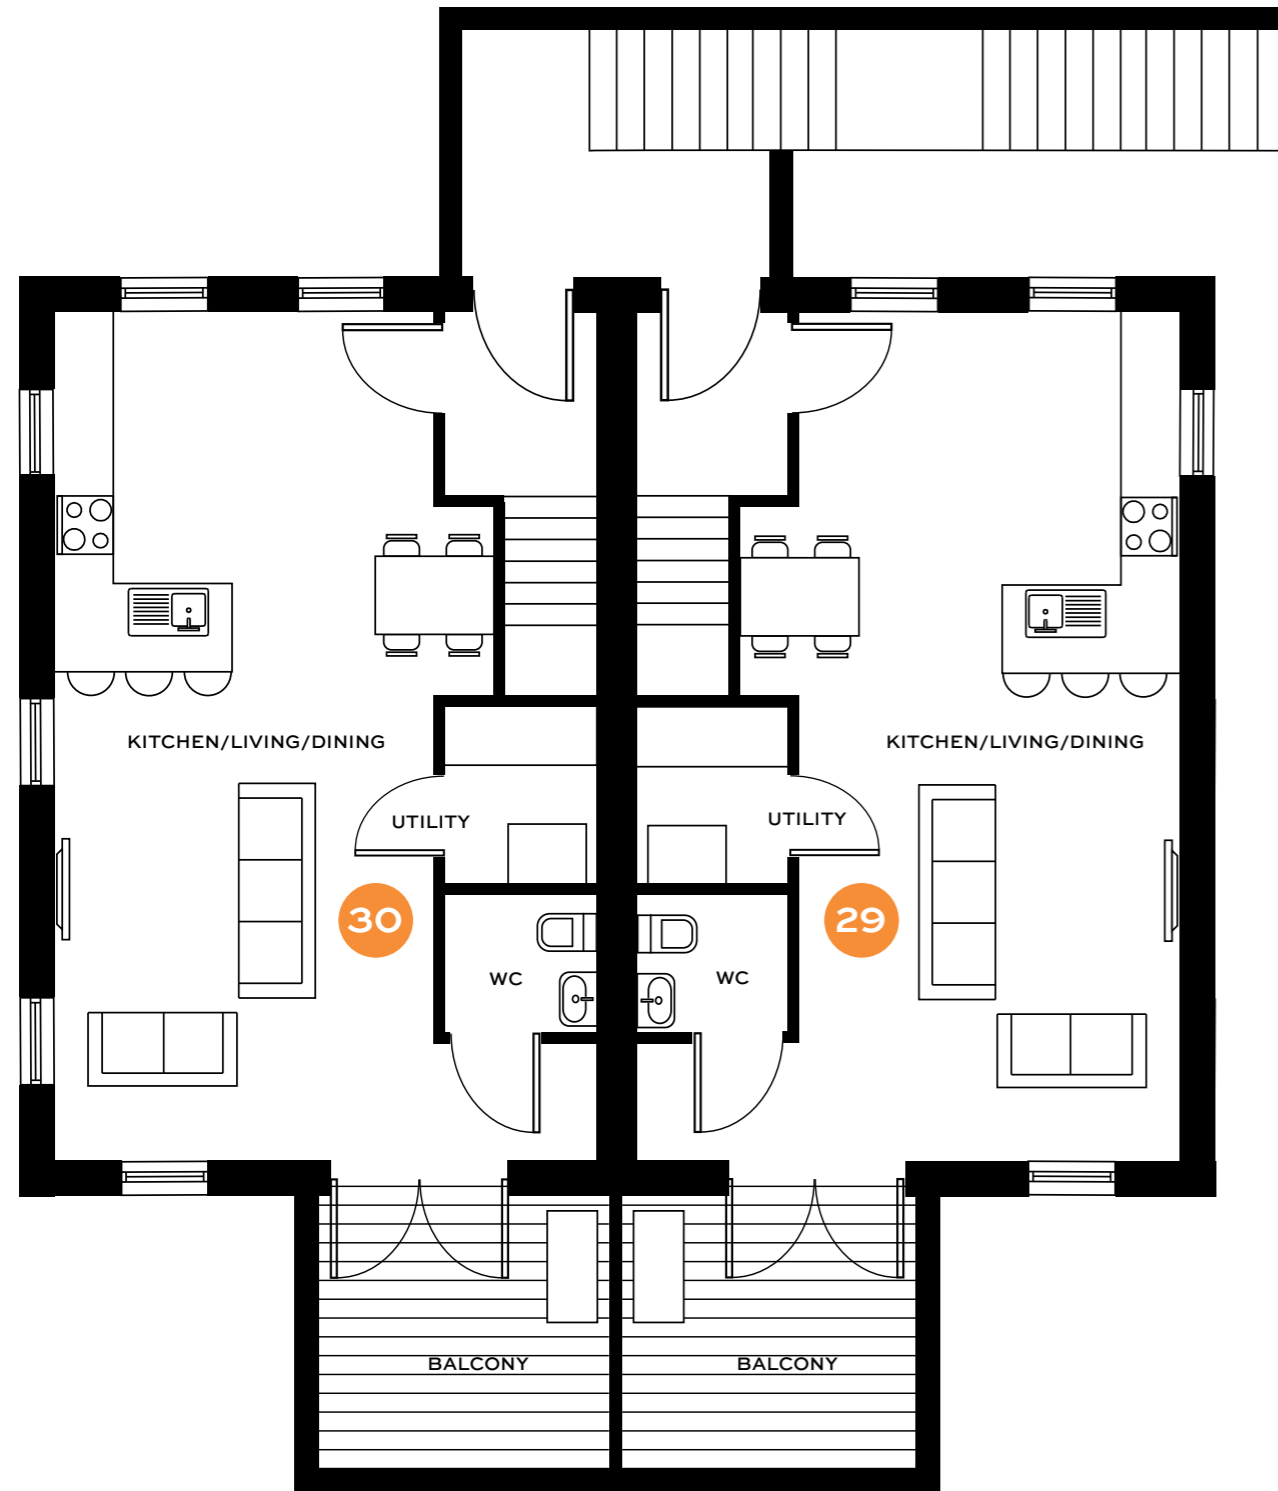 KITCHEN/LIVING/DINING
KITCHEN/LIVING/DINING
UTILITY
UTILITY
30
29
WC
WC
BALCONY
BALCONY